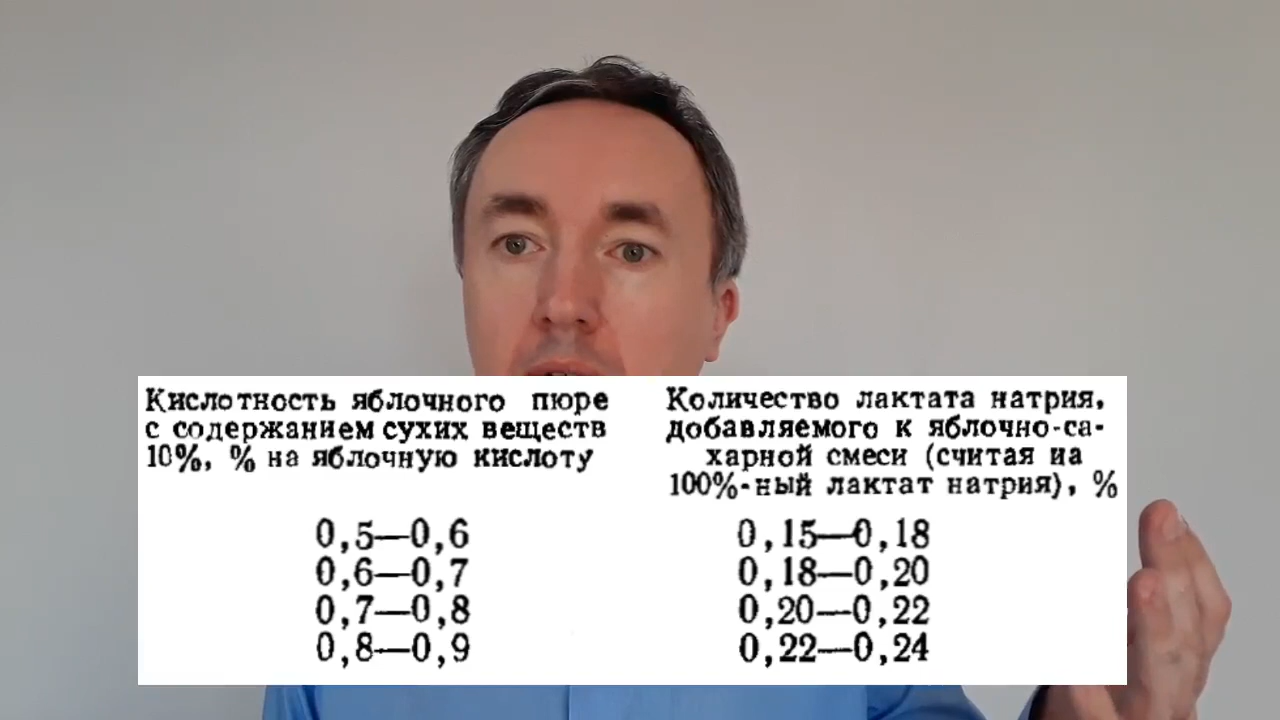 Кислотность яблочного пюре
с содержанием сухих веществ
10%, % на яблочную кислоту
Количество лактата натрия,
добавляемого к яблочно-са-
харной смеси (считая на
100%-ный лактат натрия), %
0,5—0,6 0,15—0,18
0,6—0,7 0,18—0,20
0,7—0,8 0,20—0,22
0,8—0,9 0,22—0,24